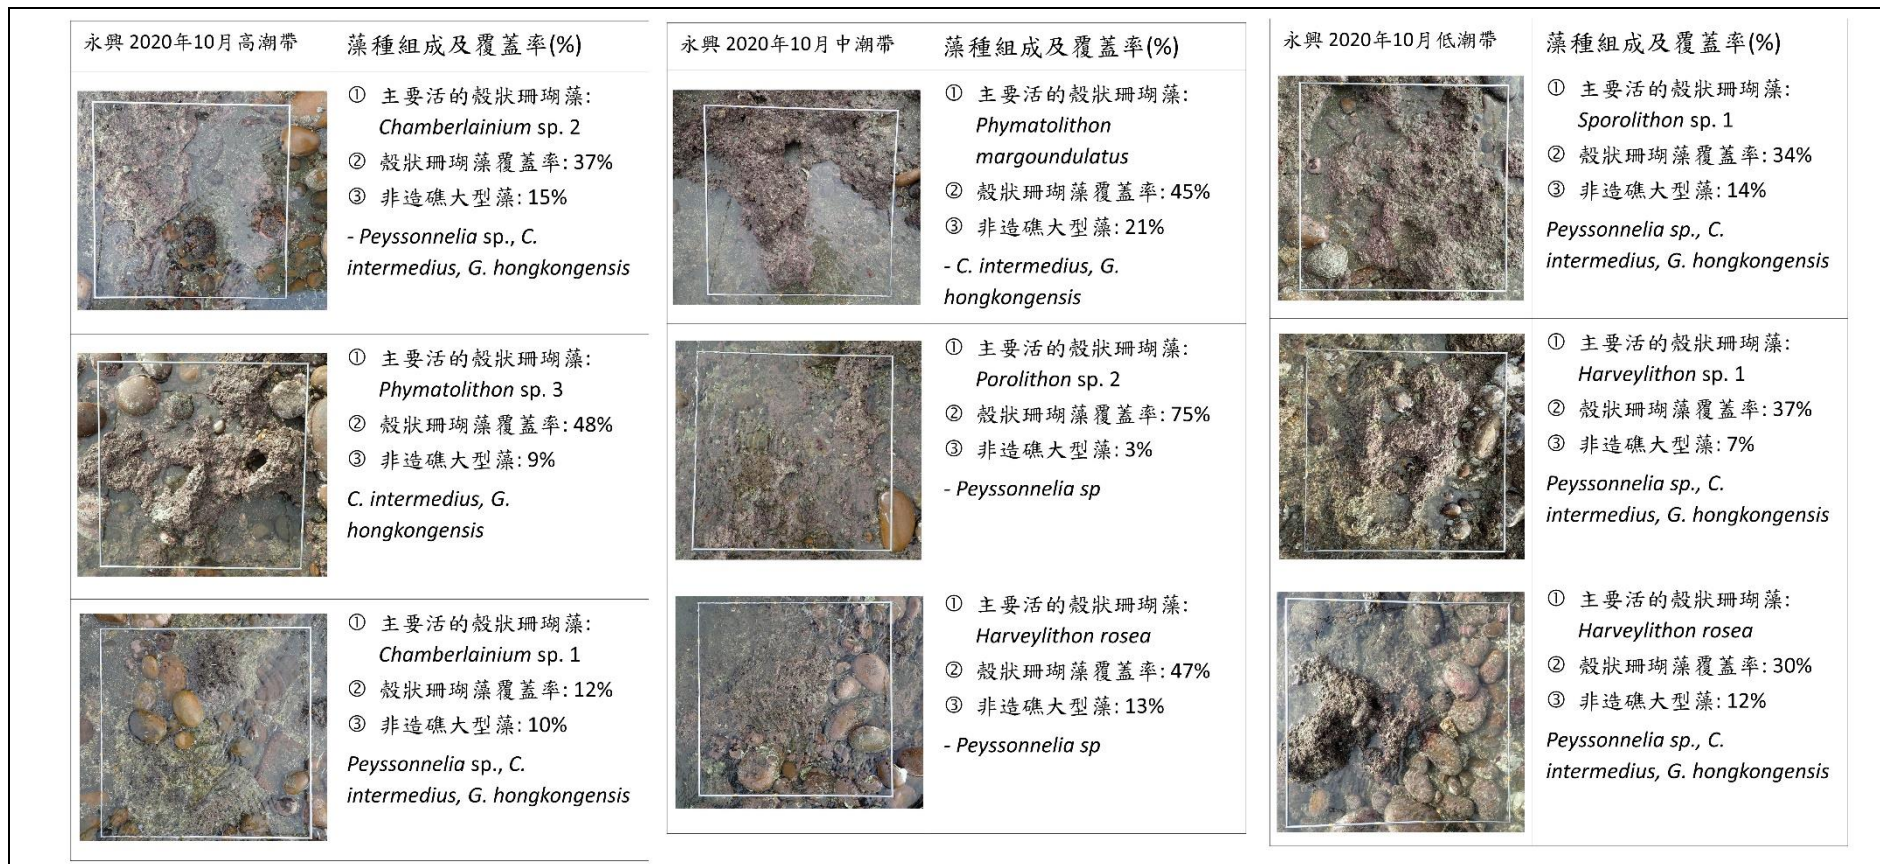 永興 2020年10月高潮帶
藻種組成及覆蓋率(%)
① 主要活的殼狀珊瑚藻:
Chamberlainium sp. 2
② 殼狀珊瑚藻覆蓋率: 37%
③ 非造礁大型藻: 15%
- Peyssonnelia sp., C.
intermedius, G. hongkongensis
① 主要活的殼狀珊瑚藻:
Phymatolithon sp. 3
② 殼狀珊瑚藻覆蓋率: 48%
③ 非造礁大型藻: 9%
C. intermedius, G.
hongkongensis
① 主要活的殼狀珊瑚藻:
Chamberlainium sp. 1
② 殼狀珊瑚藻覆蓋率: 12%
③ 非造礁大型藻: 10%
Peyssonnelia sp., C.
intermedius, G. hongkongensis
永興 2020年10月中潮帶
藻種組成及覆蓋率(%)
① 主要活的殼狀珊瑚藻:
Phymatolithon
margoundulatus
② 殼狀珊瑚藻覆蓋率: 45%
③ 非造礁大型藻: 21%
- C. intermedius, G.
hongkongensis
① 主要活的殼狀珊瑚藻:
Porolithon sp. 2
② 殼狀珊瑚藻覆蓋率: 75%
③ 非造礁大型藻: 3%
- Peyssonnelia sp
① 主要活的殼狀珊瑚藻:
Harveylithon rosea
② 殼狀珊瑚藻覆蓋率: 47%
③ 非造礁大型藻: 13%
- Peyssonnelia sp
永興 2020年10月低潮帶
藻種組成及覆蓋率(%)
① 主要活的殼狀珊瑚藻:
Sporolithon sp. 1
② 殼狀珊瑚藻覆蓋率: 34%
③ 非造礁大型藻: 14%
Peyssonnelia sp., C.
intermedius, G. hongkongensis
① 主要活的殼狀珊瑚藻:
Harveylithon sp. 1
② 殼狀珊瑚藻覆蓋率: 37%
③ 非造礁大型藻: 7%
Peyssonnelia sp., C.
intermedius, G. hongkongensis
① 主要活的殼狀珊瑚藻:
Harveylithon rosea
② 殼狀珊瑚藻覆蓋率: 30%
③ 非造礁大型藻: 12%
Peyssonnelia sp., C.
intermedius, G. hongkongensis